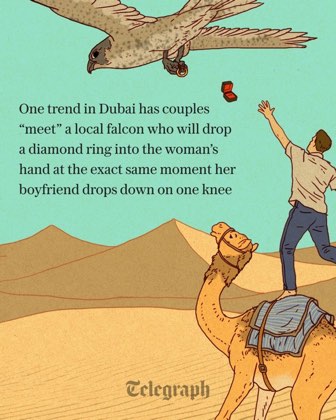 One trend in Dubai has couples
“meet” a local falcon who will drop
a diamond ring into the woman’s
hand at the exact same moment her
boyfriend drops down on one knee
Telegraph